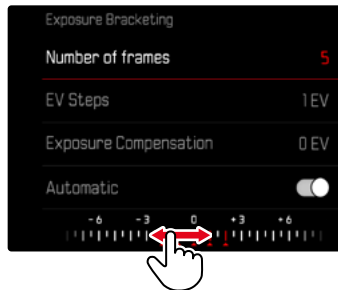 Exposure Bracketing
Number of frames 5
EV Steps 1 EV
Exposure Compensation 0 EV
Automatic
-6 -3 0 +3 +6